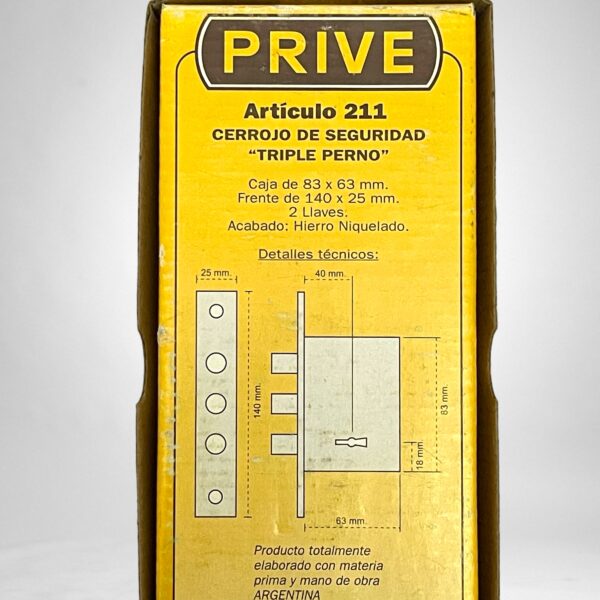 PRIVE
Artículo 211
CERROJO DE SEGURIDAD
“TRIPLE PERNO”
Caja de 83 x 63 mm.
Frente de 140 x 25 mm.
2 Llaves.
Acabado: Hierro Niquelado.
Detalles técnicos:
25 mm.
40 mm.
140 mm.
83 mm.
18 mm.
63 mm.
Producto totalmente
elaborado con materia
prima y mano de obra
ARGENTINA